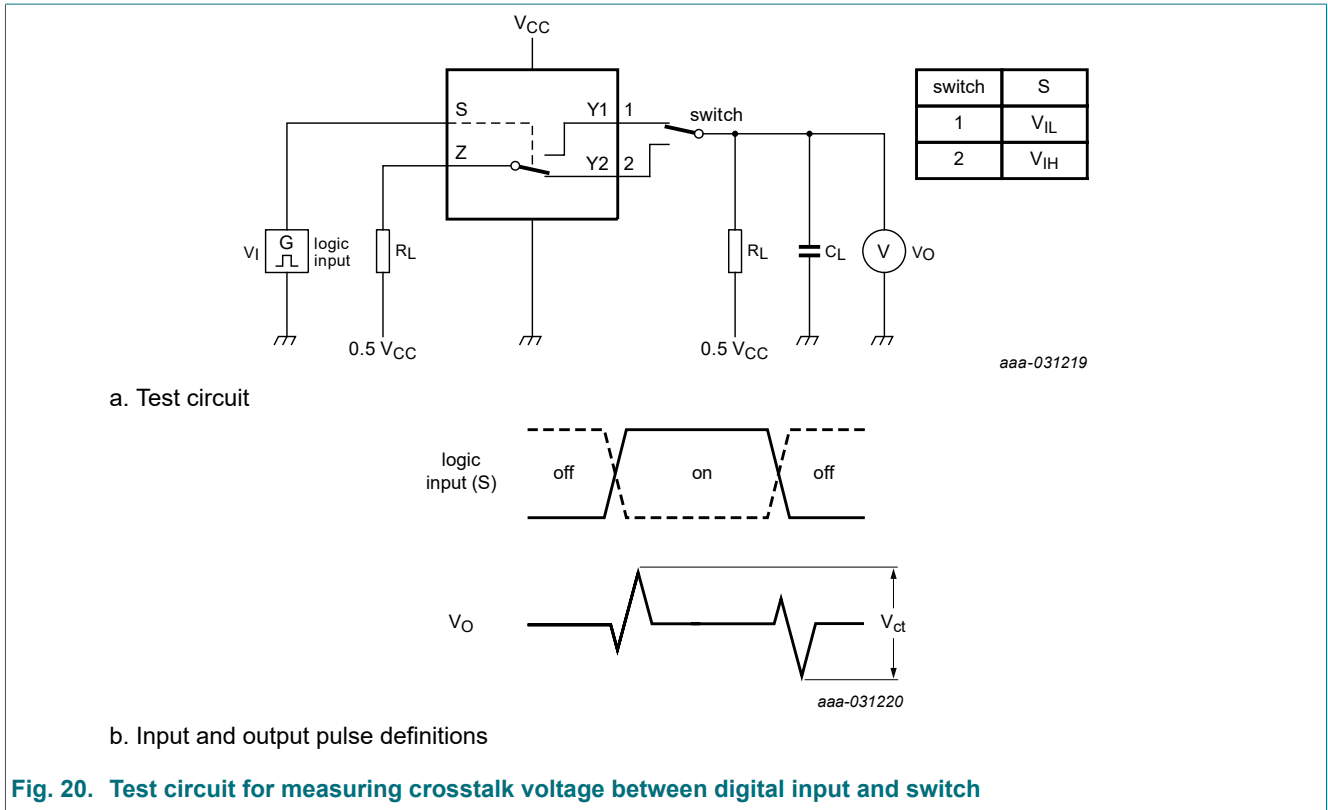 VCC
S
Y1
1
switch
Z
Y2
2
switch
S
1
VIL
2
VIH
VI
G
logic
input
RL
RL
CL
V
VO
0.5 VCC
0.5 VCC
aaa-031219
a. Test circuit
logic
input (S)
off
on
off
VO
Vct
aaa-031220
b. Input and output pulse definitions
Fig. 20. Test circuit for measuring crosstalk voltage between digital input and switch